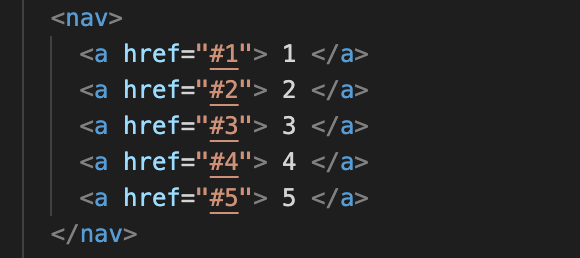 <nav>
<a href="#1"> 1 </a>
<a href="#2"> 2 </a>
<a href="#3"> 3 </a>
<a href="#4"> 4 </a>
<a href="#5"> 5 </a>
</nav>